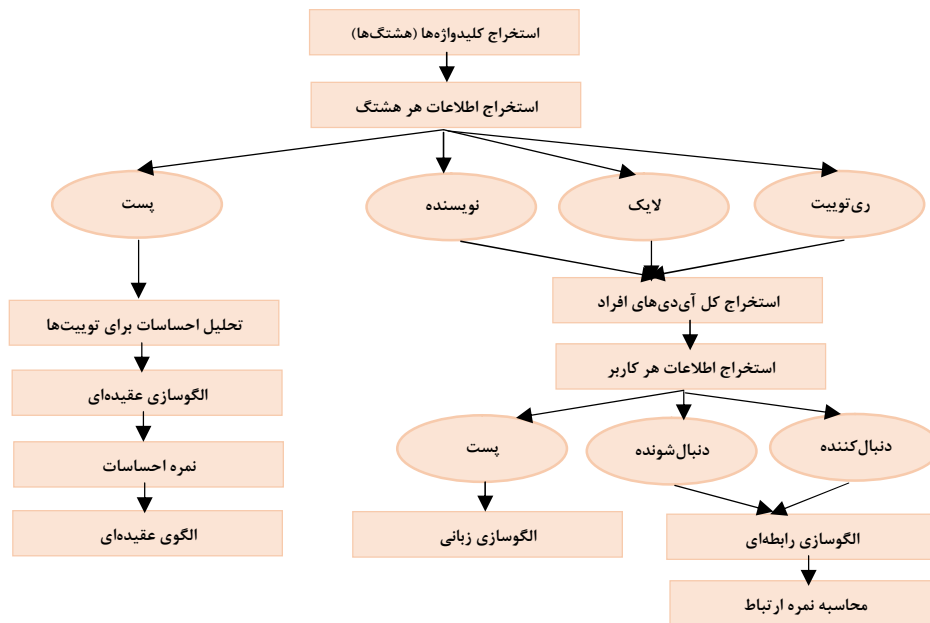 استخراج کلیدواژه‌ها (هشتگ‌ها)
استخراج اطلاعات هر هشتگ
ری‌توییت
لایک
نویسنده
پست
استخراج کل آی‌دی‌های افراد
تحلیل احساسات برای توییت‌ها
استخراج اطلاعات هر کاربر
الگوسازی عقیده‌ای
دنبال‌کننده
دنبال‌شونده
پست
نمره احساسات
الگوسازی رابطه‌ای
الگوسازی زبانی
الگوی عقیده‌ای
محاسبه نمره ارتباط